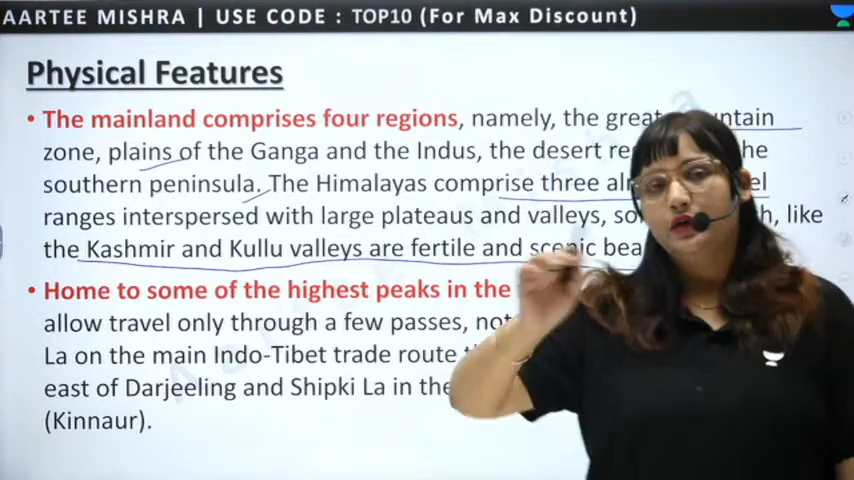 AARTEE MISHRA | USE CODE : TOP10 (For Max Discount)
Physical Features
• The mainland comprises four regions, namely, the great
zone, plains of the Ganga and the Indus, the desert
southern peninsula. The Himalayas comprise three
ranges interspersed with large plateaus and valleys, like
the Kashmir and Kullu valleys are fertile and scenic
• Home to some of the highest peaks in the
allow travel only through a few passes,
La on the main Indo-Tibet trade route
east of Darjeeling and Shipki La in the
(Kinnaur).